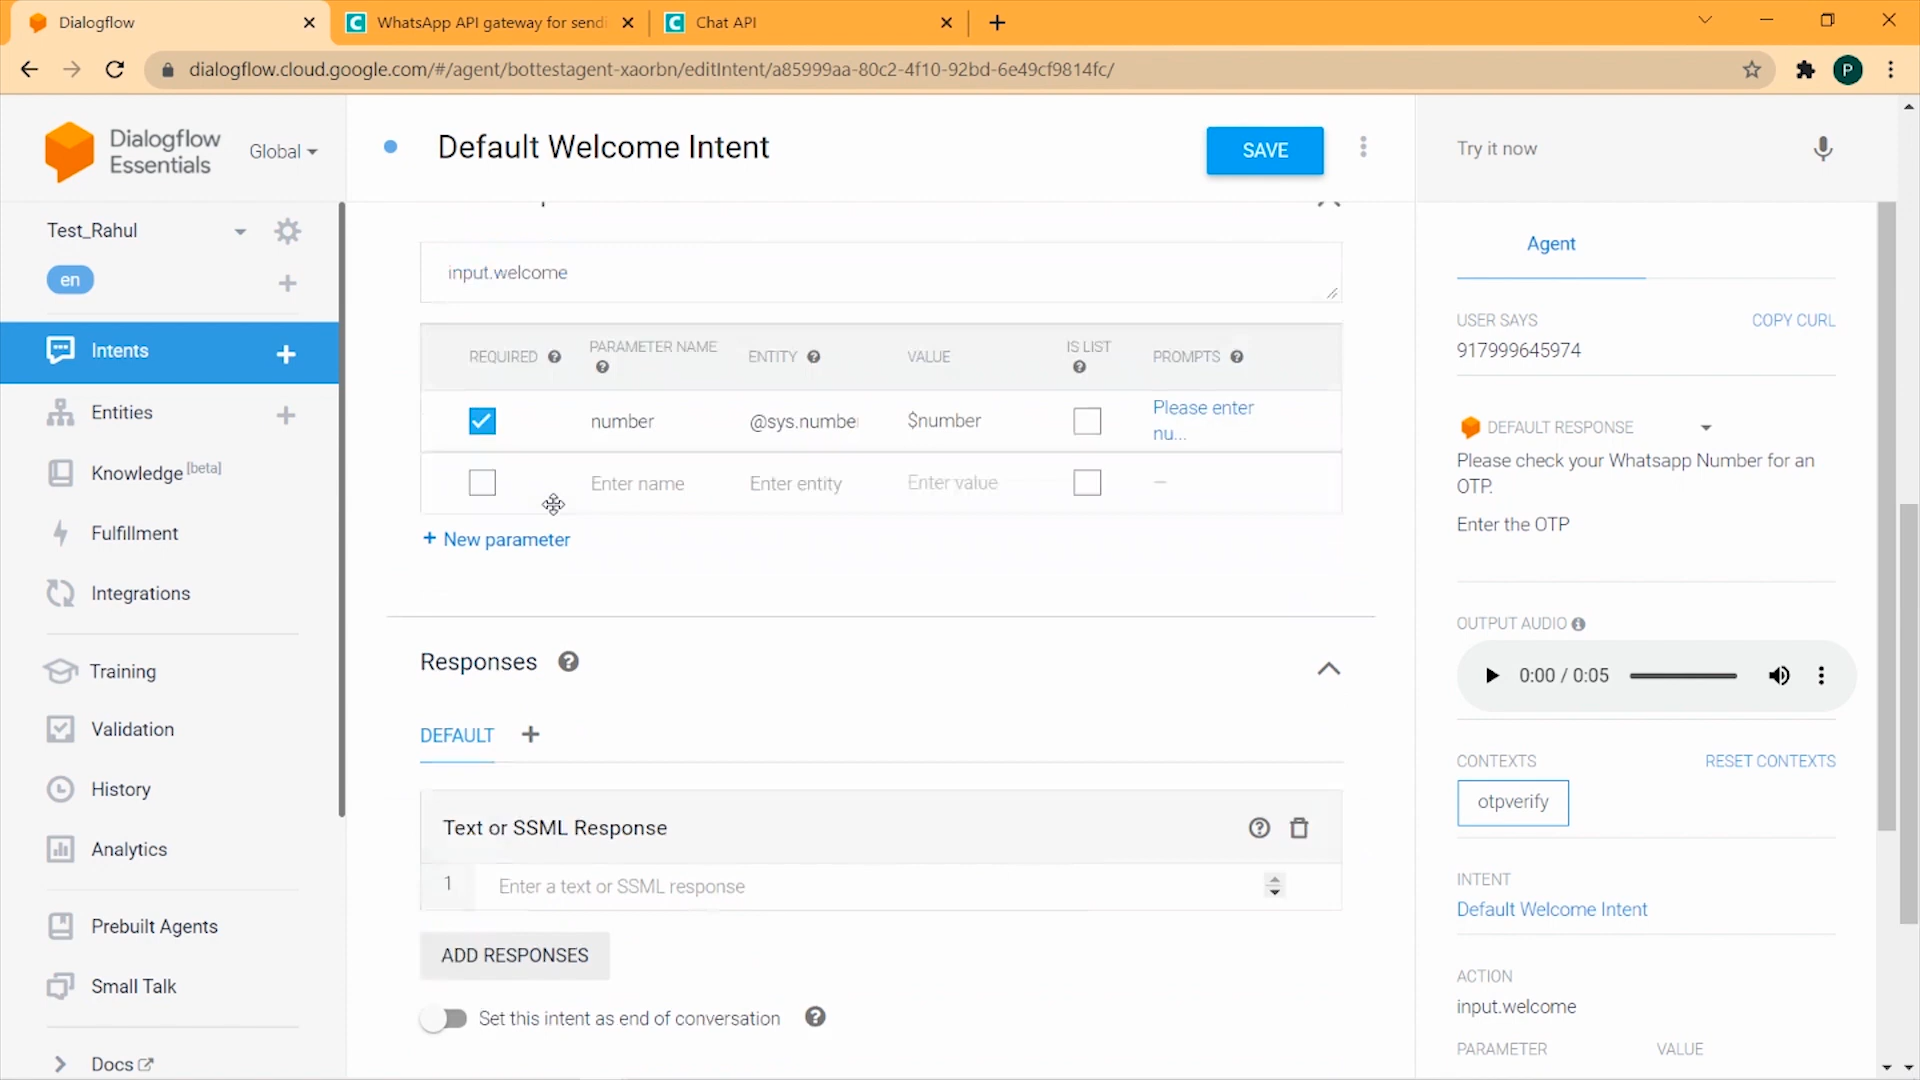 Dialogflow
WhatsApp API gateway for sendi
Chat API
dialogflow.cloud.google.com/#/agent/bottestagent-xaorbn/editIntent/a85999aa-80c2-4f10-92bd-6e49cf9814fc/
P
Dialogflow
Essentials
Global
Default Welcome Intent
SAVE
Try it now
Test_Rahul
en
Intents
Entities
Knowledge [beta]
Fulfillment
Integrations
Training
Validation
History
Analytics
Prebuilt Agents
Small Talk
Docs
input.welcome
REQUIRED
PARAMETER NAME
ENTITY
VALUE
IS LIST
PROMPTS
number
@sys.number
$number
Please enter
nu...
Enter name
Enter entity
Enter value
–
+ New parameter
Responses
DEFAULT
Text or SSML Response
1
Enter a text or SSML response
ADD RESPONSES
Set this intent as end of conversation
Agent
USER SAYS
COPY CURL
917999645974
DEFAULT RESPONSE
Please check your Whatsapp Number for an
OTP.
Enter the OTP
OUTPUT AUDIO
0:00 / 0:05
CONTEXTS
RESET CONTEXTS
otpverify
INTENT
Default Welcome Intent
ACTION
input.welcome
PARAMETER
VALUE